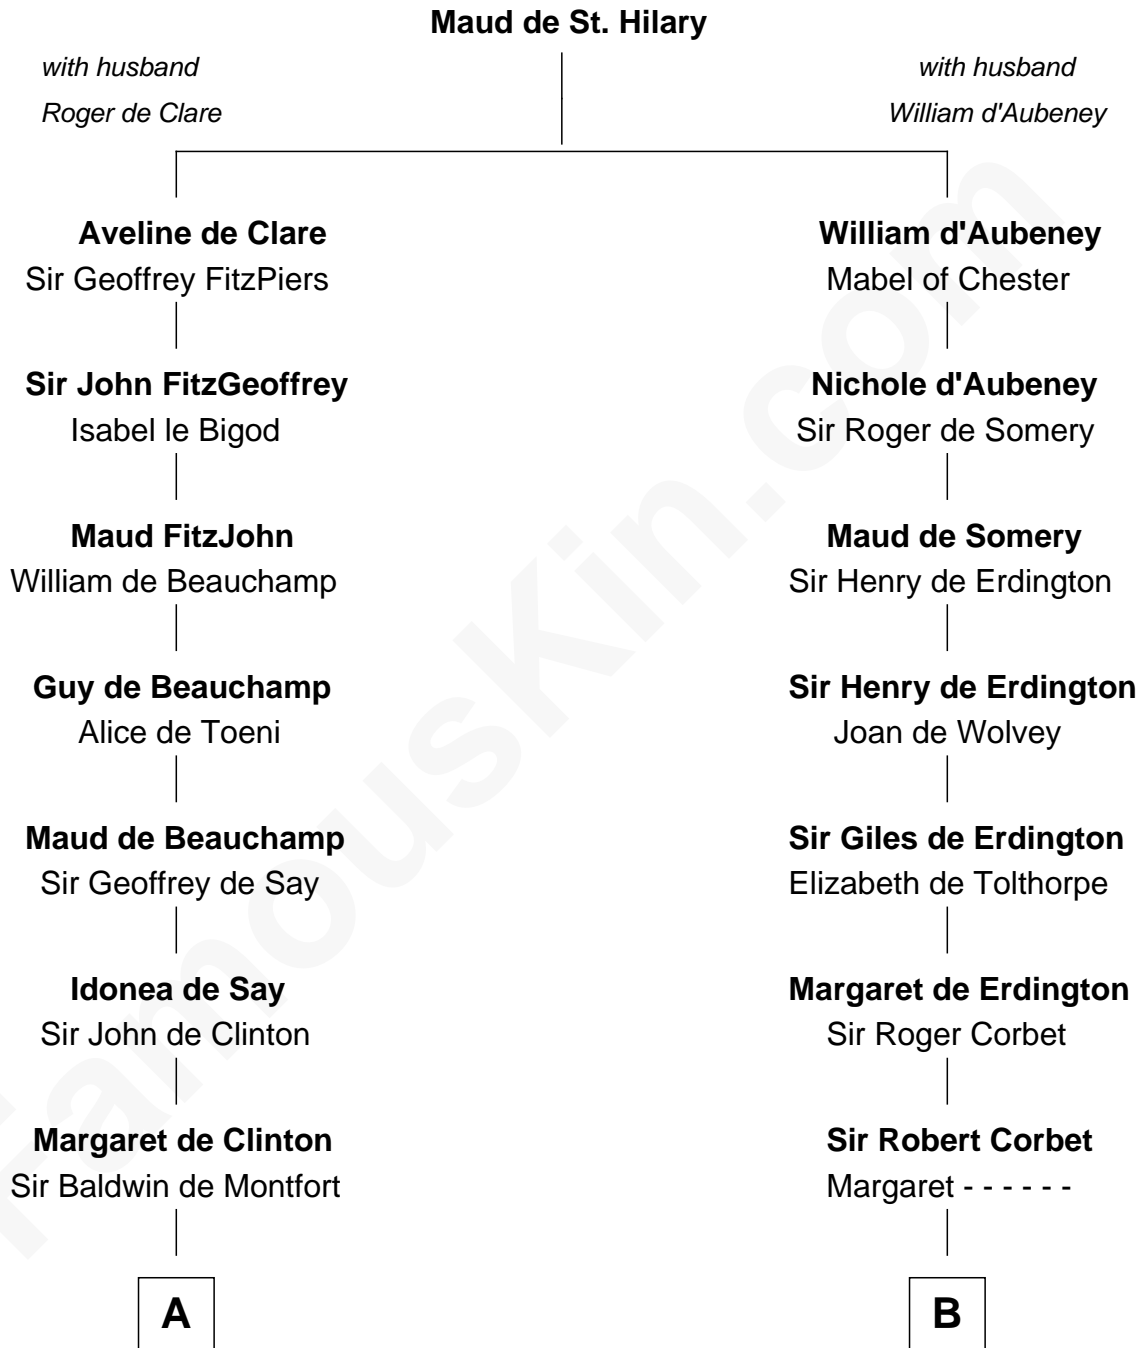 Maud de St. Hilary
with husband
Roger de Clare
with husband
William d'Aubeney
Aveline de Clare
Sir Geoffrey FitzPiers
William d'Aubeney
Mabel of Chester
Sir John FitzGeoffrey
Isabel le Bigod
Nichole d'Aubeney
Sir Roger de Somery
Maud FitzJohn
William de Beauchamp
Maud de Somery
Sir Henry de Erdington
Guy de Beauchamp
Alice de Toeni
Sir Henry de Erdington
Joan de Wolvey
Maud de Beauchamp
Sir Geoffrey de Say
Sir Giles de Erdington
Elizabeth de Tolthorpe
Idonea de Say
Sir John de Clinton
Margaret de Erdington
Sir Roger Corbet
Margaret de Clinton
Sir Baldwin de Montfort
Sir Robert Corbet
Margaret - - - - - -
A
B
FamousKin.com